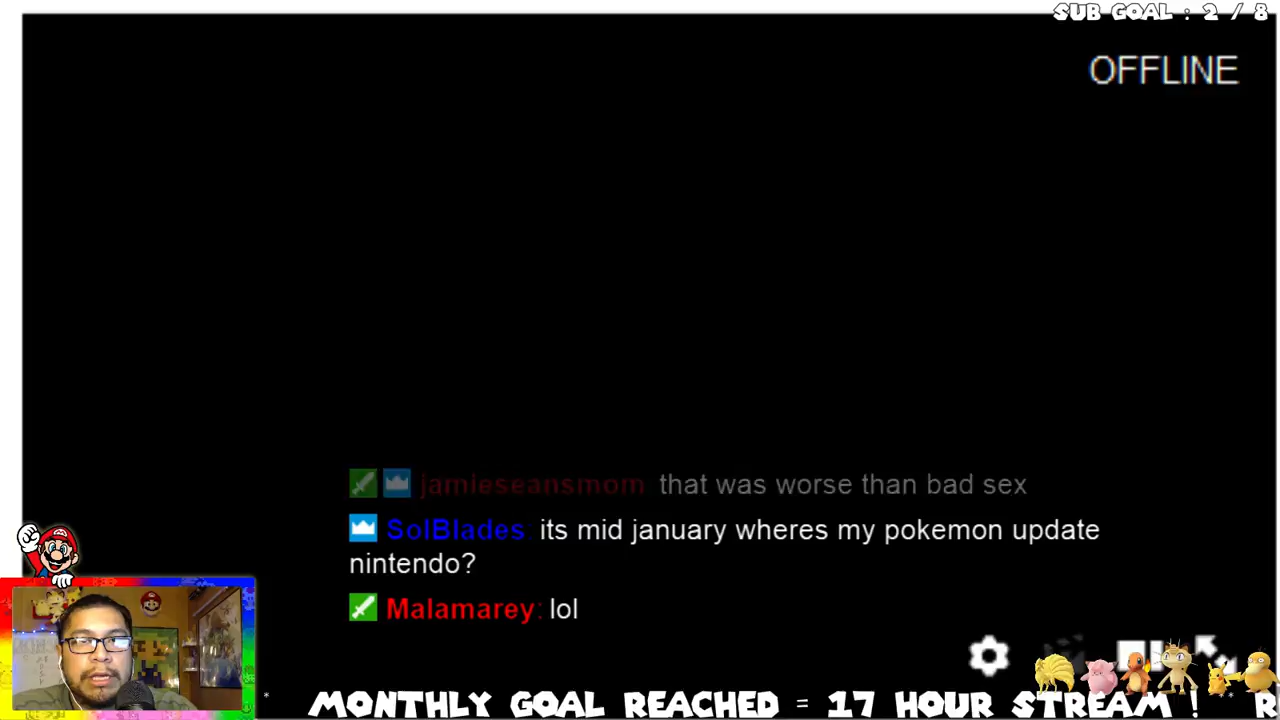 SUB GOAL : 2 / 8
OFFLINE
jamieseansmom: that was worse than bad sex
SolBlades: its mid january wheres my pokemon update
nintendo?
Malamarey: lol
* MONTHLY GOAL REACHED = 17 HOUR STREAM ! R